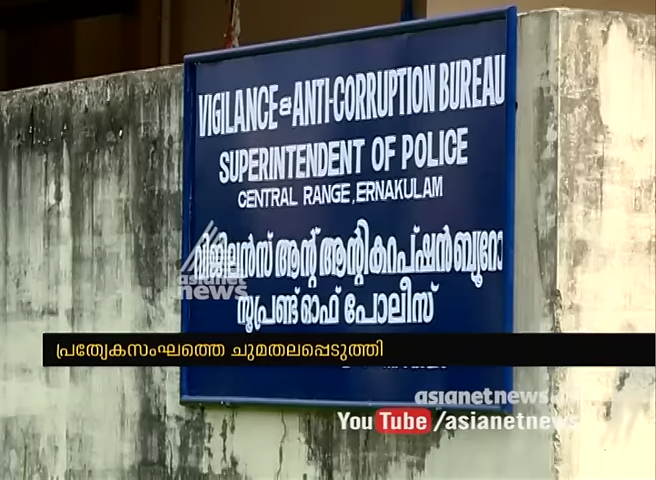 VIGILANCE & ANTI-CORRUPTION BUREAU
SUPERINTENDENT OF POLICE
CENTRAL RANGE, ERNAKULAM
വിജിലൻസ് ആന്റ് ആന്റികറപ്ഷൻ ബ്യൂറോ
സൂപ്രണ്ട് ഓഫ് പോലീസ്
asianet
news
പ്രത്യേകസംഘത്തെ ചുമതലപ്പെടുത്തി
asianetnews
You Tube /asianetnews